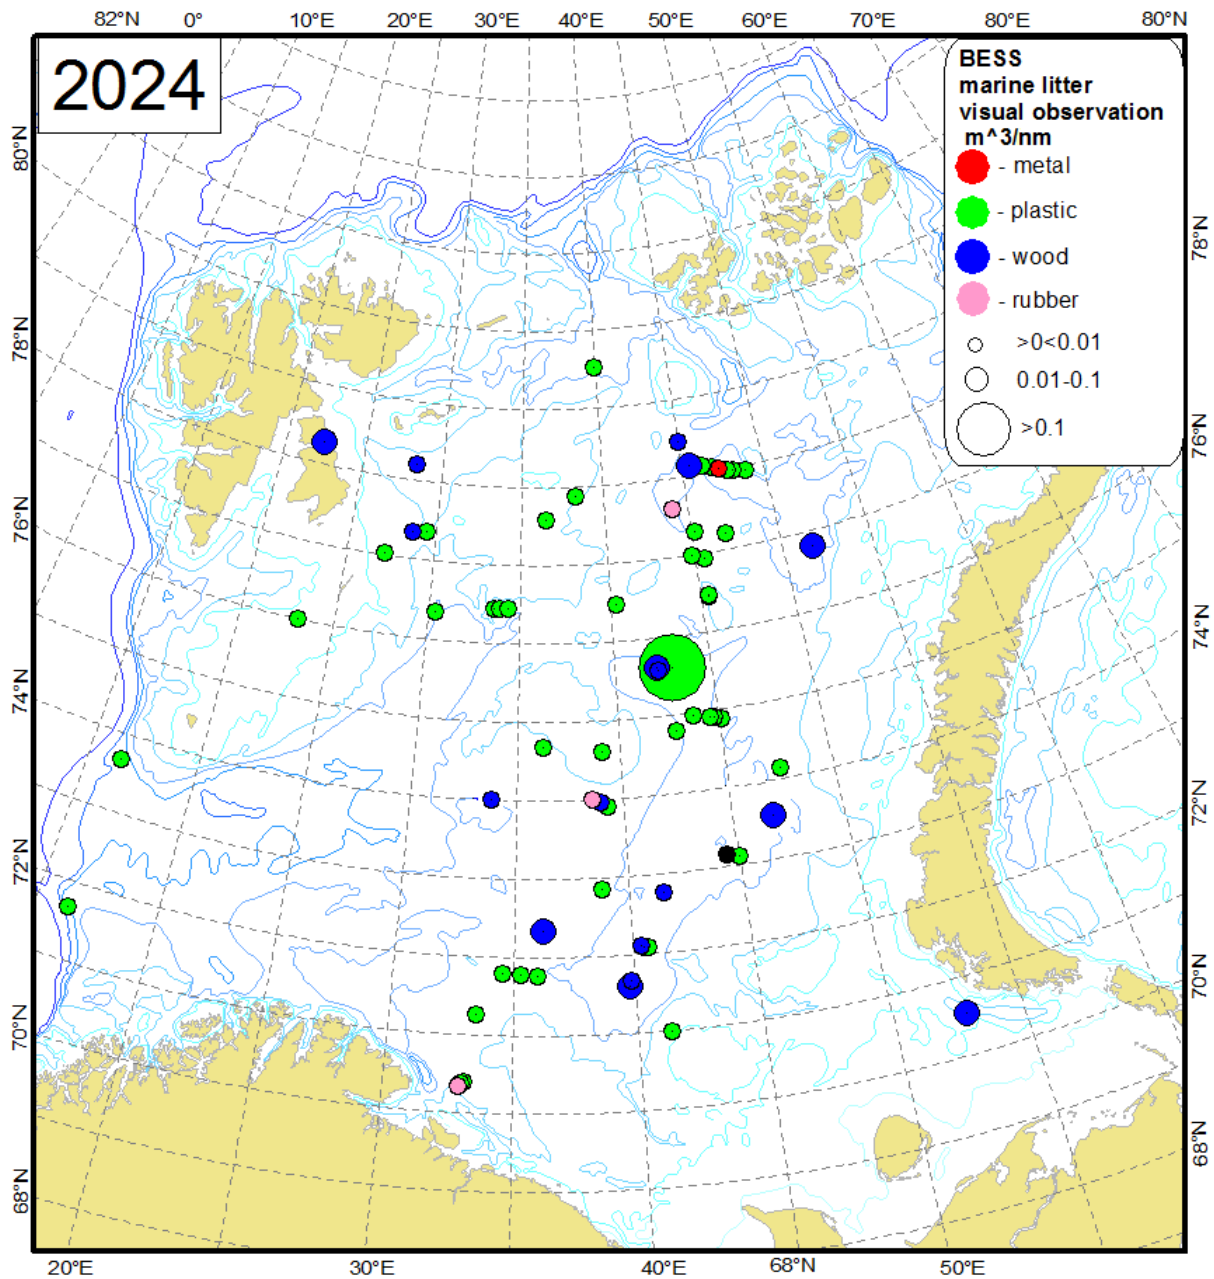 82°N 0° 10°E 20°E 30°E 40°E 50°E 60°E 70°E 80°E 80°N
2024
BESS
marine litter
visual observation
m^3/nm
- metal
- plastic
- wood
- rubber
>0<0.01
0.01-0.1
>0.1
80°N
78°N
76°N
74°N
72°N
70°N
68°N
78°N
76°N
74°N
72°N
70°N
68°N
20°E 30°E 40°E 68°N 50°E